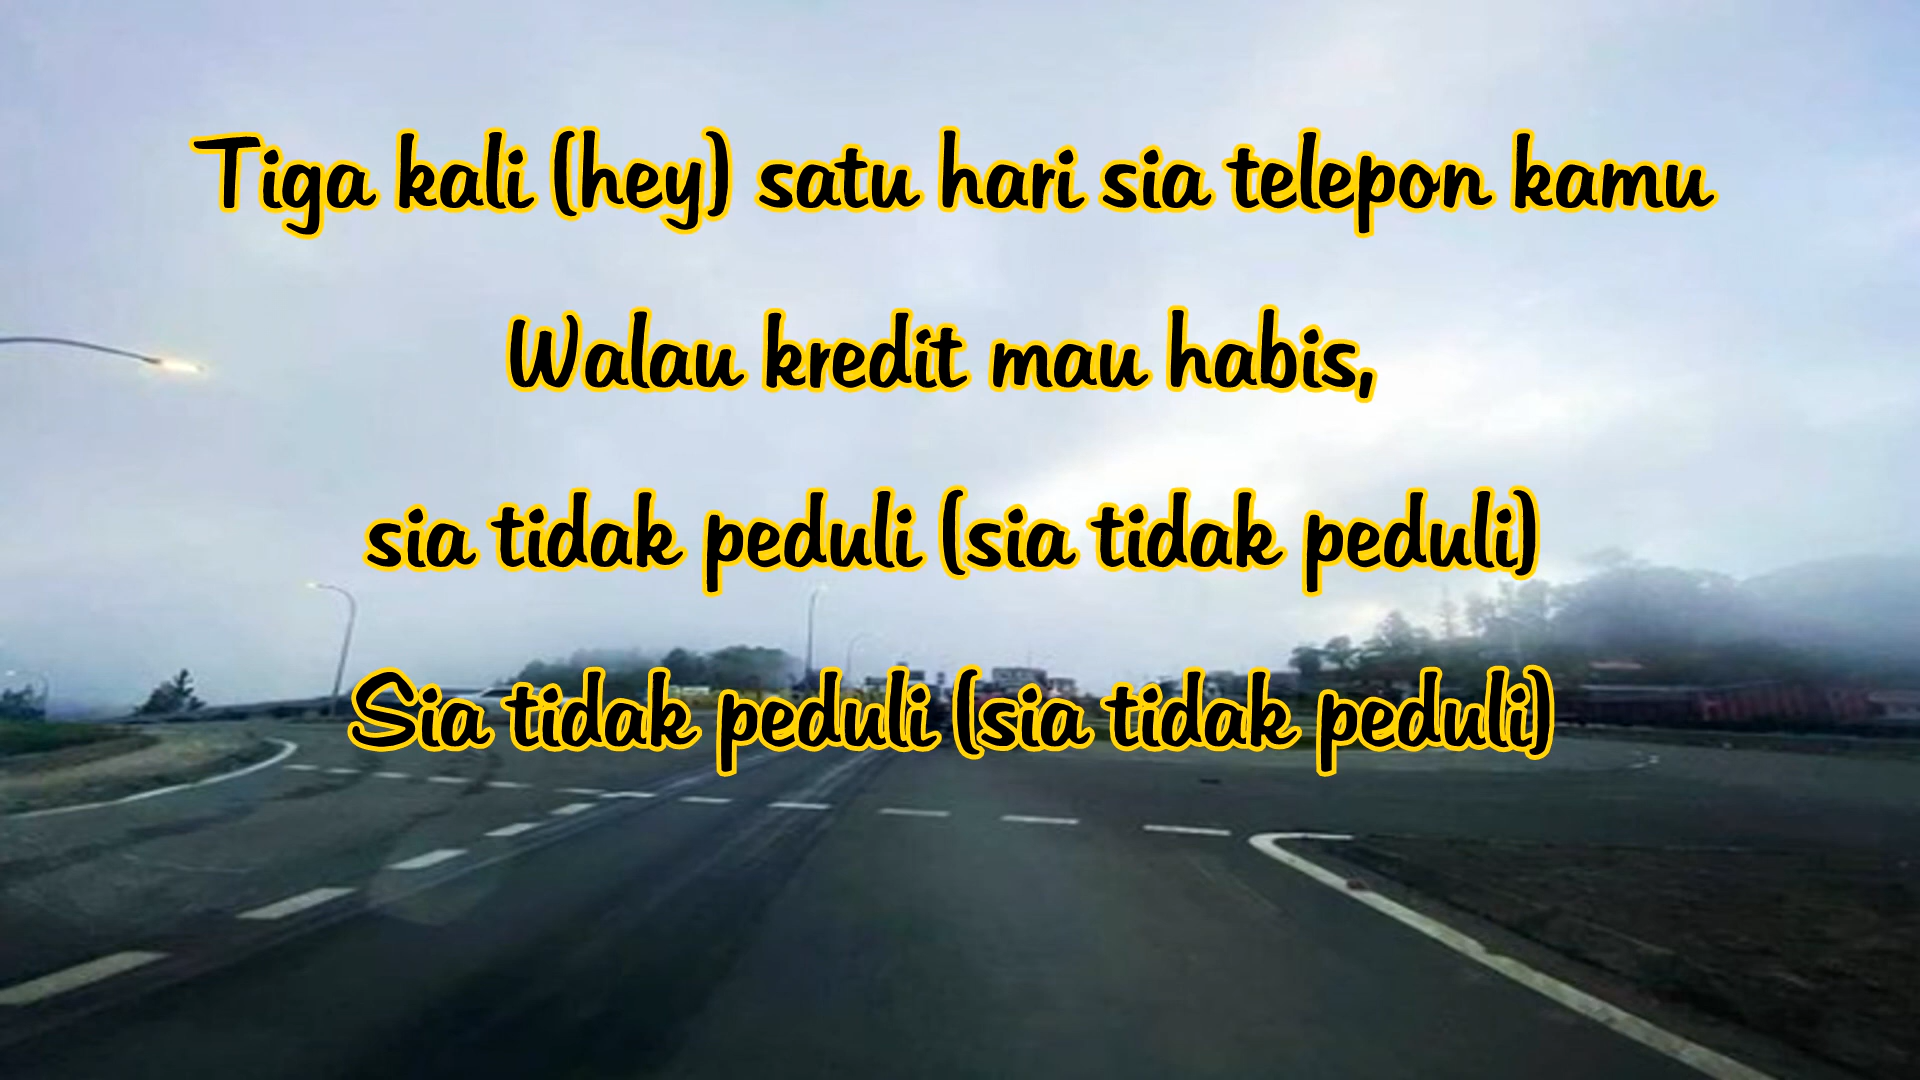 Tiga kali (hey) satu hari sia telepon kamu
Walau kredit mau habis,
sia tidak peduli (sia tidak peduli)
Sia tidak peduli (sia tidak peduli)